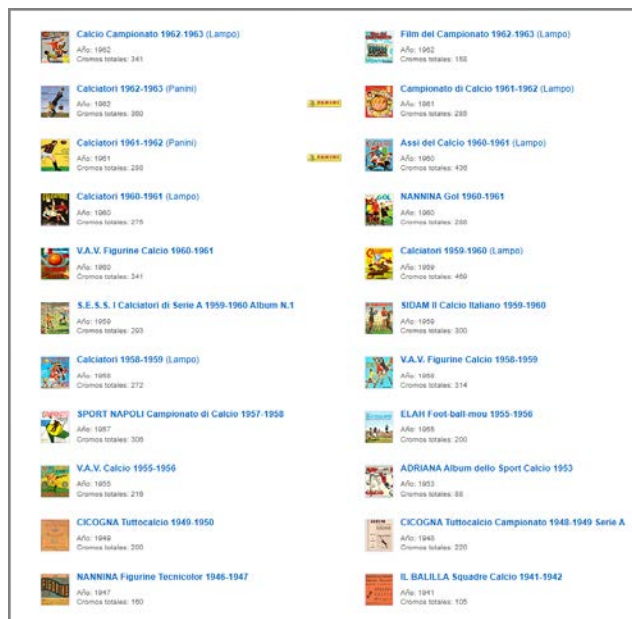 Calcio Campionato 1962-1963 (Lampo)
Año: 1962
Cromos totales: 341
Film del Campionato 1962-1963 (Lampo)
Año: 1962
Cromos totales: 158
Calciatori 1962-1963 (Panini)
Año: 1962
Cromos totales: 360
PANINI
Campionato di Calcio 1961-1962 (Lampo)
Año: 1961
Cromos totales: 285
Calciatori 1961-1962 (Panini)
Año: 1961
Cromos totales: 288
PANINI
Assi del Calcio 1960-1961 (Lampo)
Año: 1960
Cromos totales: 436
Calciatori 1960-1961 (Lampo)
Año: 1960
Cromos totales: 275
NANNINA Gol 1960-1961
Año: 1960
Cromos totales: 288
V.A.V. Figurine Calcio 1960-1961
Año: 1960
Cromos totales: 341
Calciatori 1959-1960 (Lampo)
Año: 1959
Cromos totales: 469
S.E.S.S. I Calciatori di Serie A 1959-1960 Album N.1
Año: 1959
Cromos totales: 293
SIDAM Il Calcio Italiano 1959-1960
Año: 1959
Cromos totales: 300
Calciatori 1958-1959 (Lampo)
Año: 1958
Cromos totales: 272
V.A.V. Figurine Calcio 1958-1959
Año: 1958
Cromos totales: 314
SPORT NAPOLI Campionato di Calcio 1957-1958
Año: 1957
Cromos totales: 306
ELAH Foot-ball-mou 1955-1956
Año: 1955
Cromos totales: 200
V.A.V. Calcio 1955-1956
Año: 1955
Cromos totales: 216
ADRIANA Album dello Sport Calcio 1953
Año: 1953
Cromos totales: 88
CICOGNA Tuttocalcio 1949-1950
Año: 1949
Cromos totales: 200
CICOGNA Tuttocalcio Campionato 1948-1949 Serie A
Año: 1948
Cromos totales: 220
NANNINA Figurine Tecnicolor 1946-1947
Año: 1947
Cromos totales: 160
IL BALILLA Squadre Calcio 1941-1942
Año: 1941
Cromos totales: 105